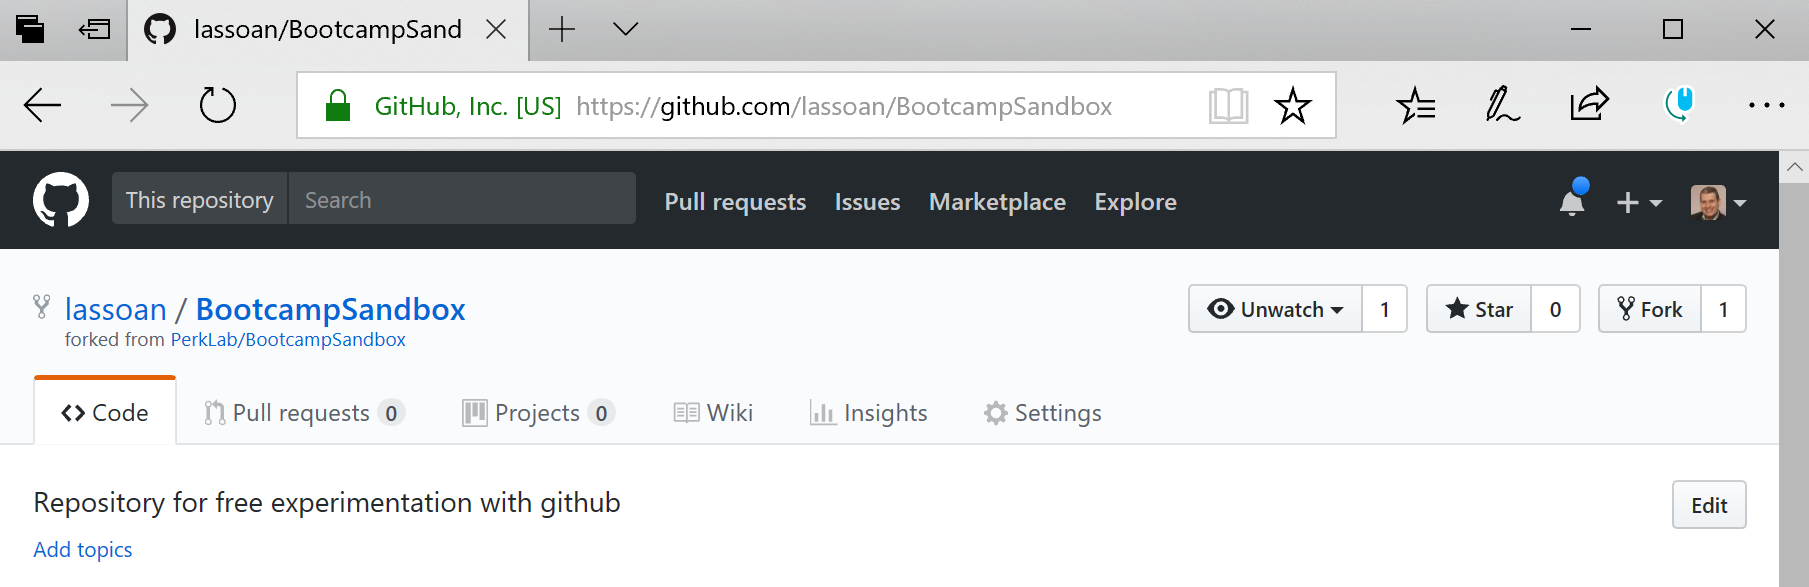 lassoan/BootcampSand
GitHub, Inc. [US] https://github.com/lassoan/BootcampSandbox
This repository Search Pull requests Issues Marketplace Explore
lassoan / BootcampSandbox Unwatch 1 Star 0 Fork 1
forked from PerkLab/BootcampSandbox
Code Pull requests 0 Projects 0 Wiki Insights Settings
Repository for free experimentation with github Edit
Add topics